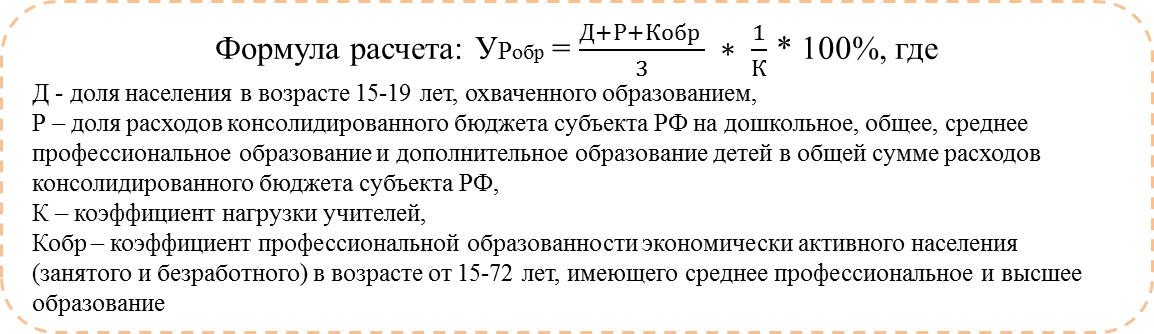 Формула расчета: УРобр = Д+Р+Кобр/3 * 1/К * 100%, где
Д - доля населения в возрасте 15-19 лет, охваченного образованием,
Р – доля расходов консолидированного бюджета субъекта РФ на дошкольное, общее, среднее
профессиональное образование и дополнительное образование детей в общей сумме расходов
консолидированного бюджета субъекта РФ,
К – коэффициент нагрузки учителей,
Кобр – коэффициент профессиональной образованности экономически активного населения
(занятого и безработного) в возрасте от 15-72 лет, имеющего среднее профессиональное и высшее
образование